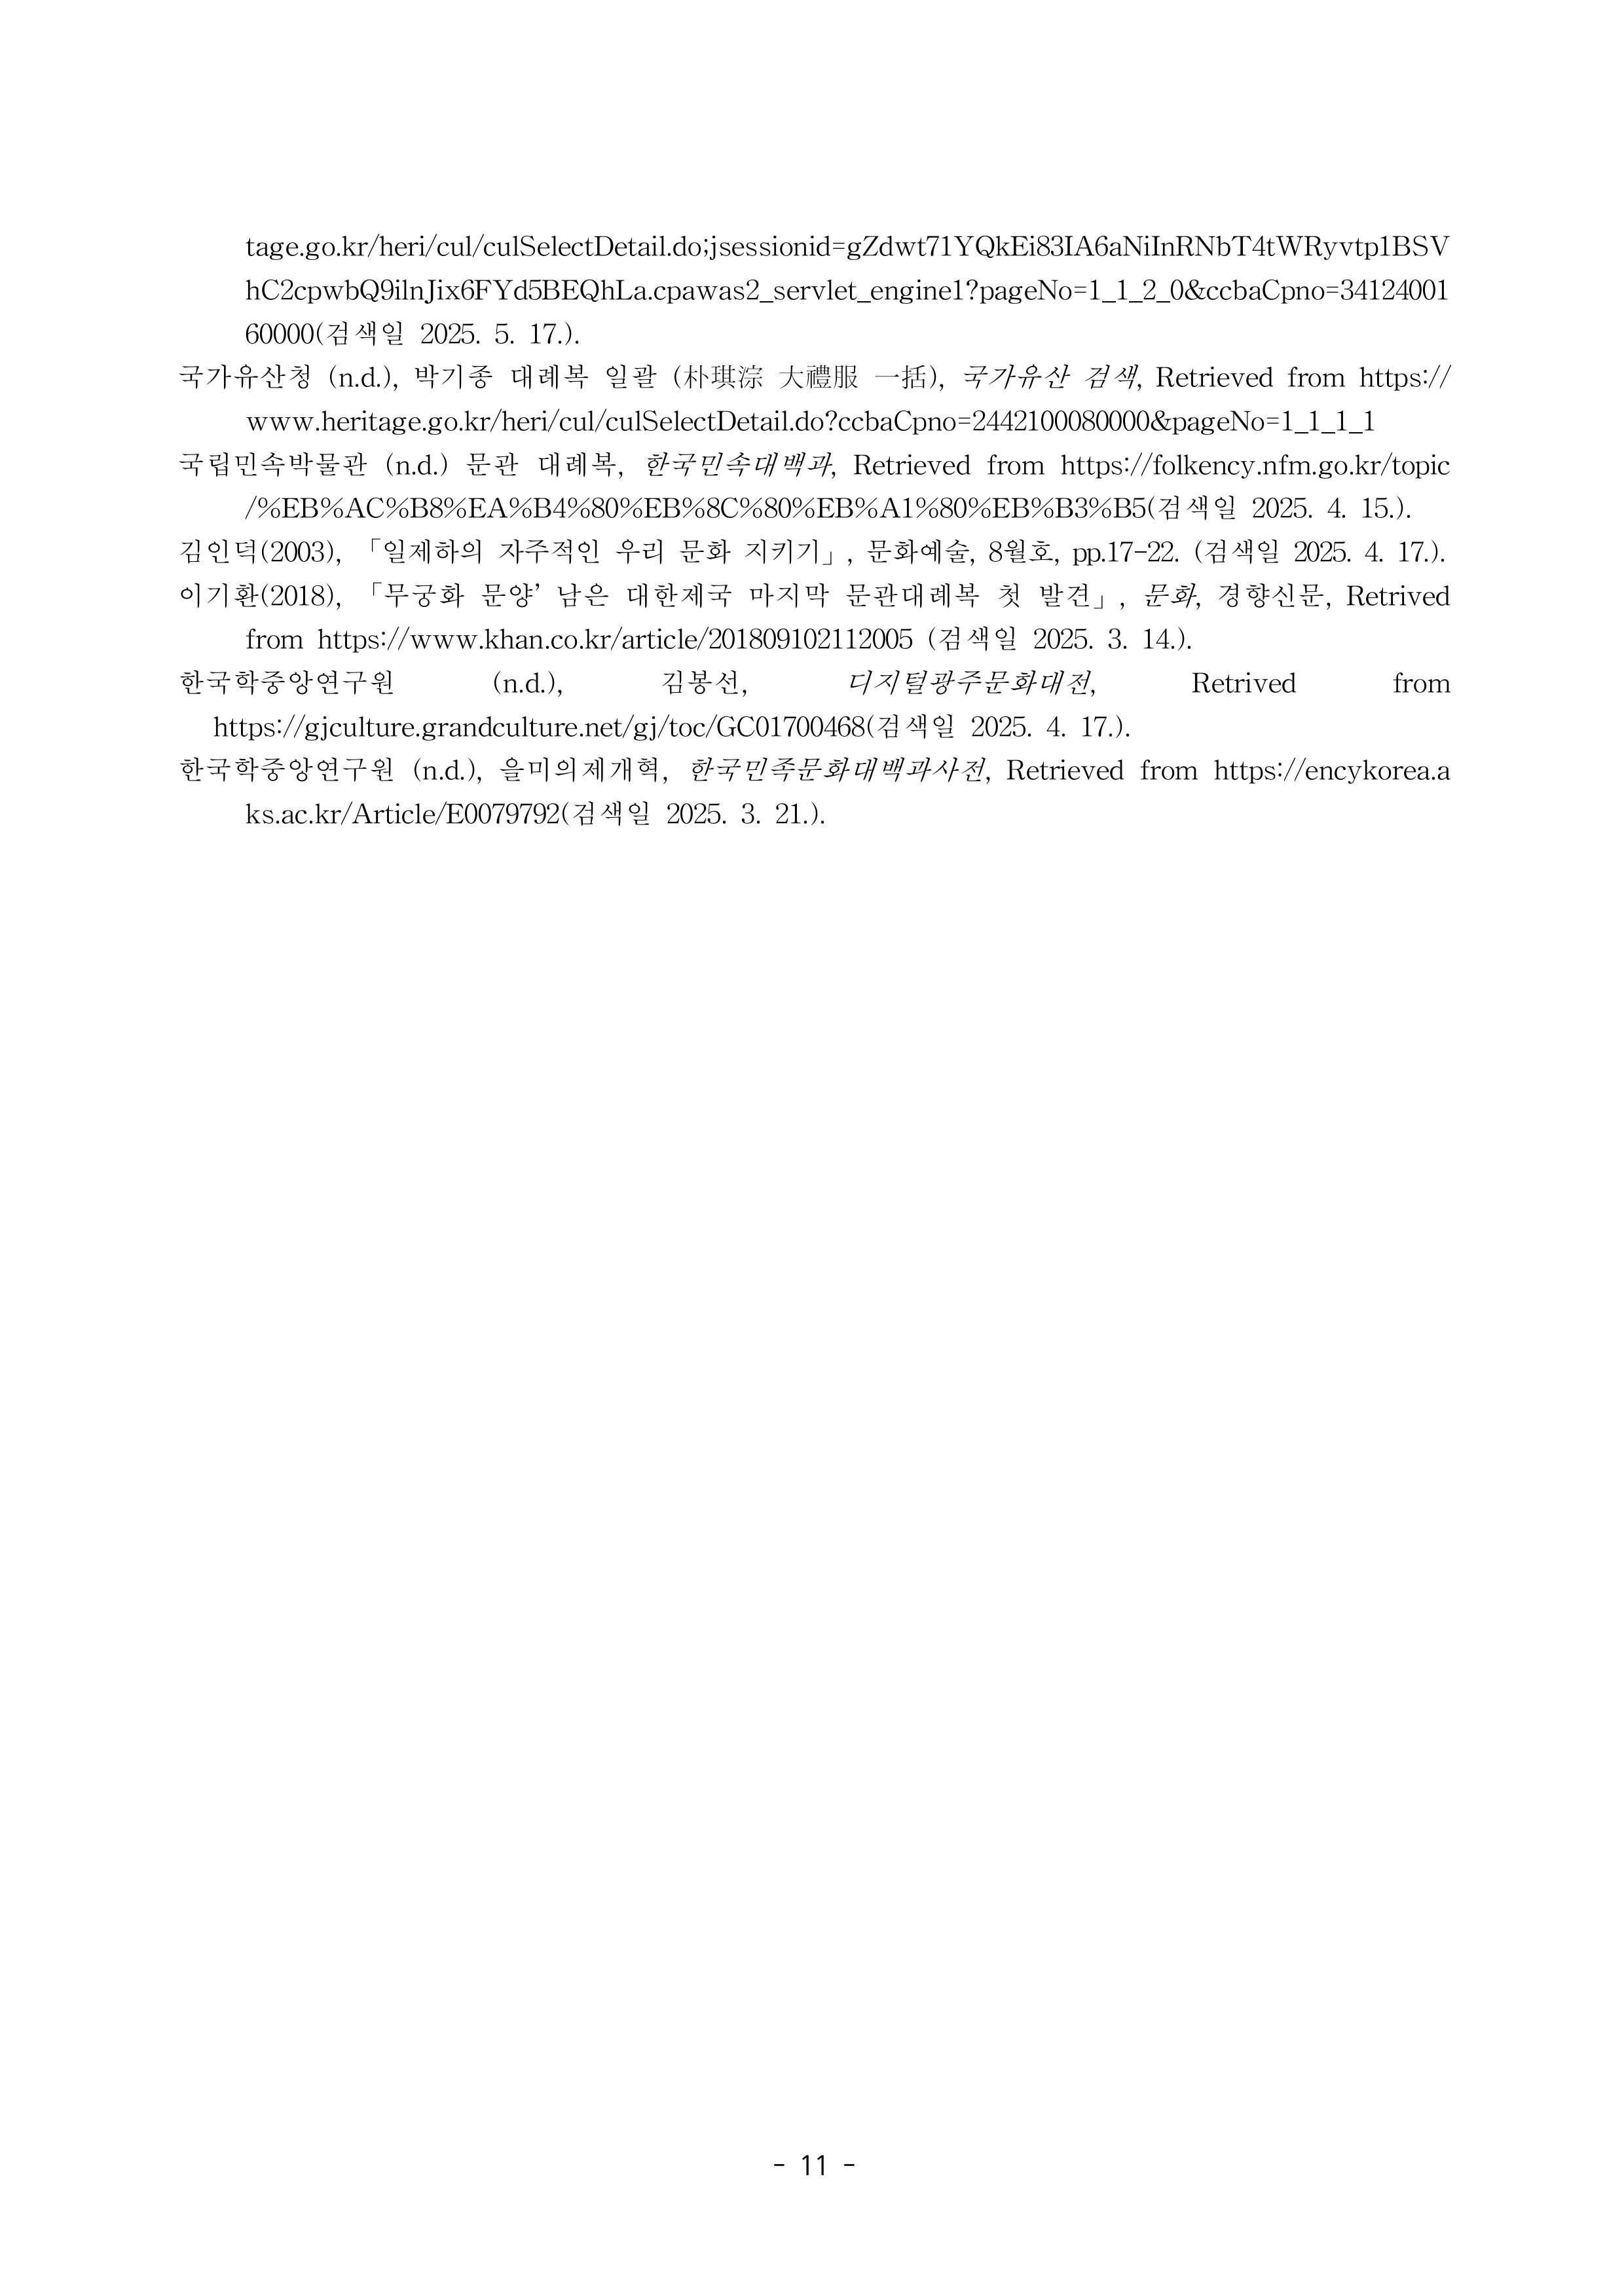 tage.go.kr/heri/cul/culSelectDetail.do;jsessionid=gZdwt71YQkEi83IA6aNiInRNbT4tWRyvtp1BSV
hC2cpwbQ9ilnJix6FYd5BEQhLa.cpawas2_servlet_engine1?pageNo=1_1_2_0&ccbaCpno=34124001
60000(검색일 2025. 5. 17.).
국가유산청 (n.d.), 박기종 대례복 일괄 (朴琪淙 大禮服 一括), 국가유산 검색, Retrieved from https://
www.heritage.go.kr/heri/cul/culSelectDetail.do?ccbaCpno=2442100080000&pageNo=1_1_1_1
국립민속박물관 (n.d.) 문관 대례복, 한국민속대백과, Retrieved from https://folkency.nfm.go.kr/topic
/%EB%AC%B8%EA%B4%80%EB%8C%80%EB%A1%80%EB%B3%B5(검색일 2025. 4. 15.).
김인덕(2003), 「일제하의 자주적인 우리 문화 지키기」, 문화예술, 8월호, pp.17-22. (검색일 2025. 4. 17.).
이기환(2018), 「무궁화 문양’ 남은 대한제국 마지막 문관대례복 첫 발견」, 문화, 경향신문, Retrived
from https://www.khan.co.kr/article/201809102112005 (검색일 2025. 3. 14.).
한국학중앙연구원 (n.d.), 김봉선, 디지털광주문화대전, Retrived from
https://gjculture.grandculture.net/gj/toc/GC01700468(검색일 2025. 4. 17.).
한국학중앙연구원 (n.d.), 을미의제개혁, 한국민족문화대백과사전, Retrieved from https://encykorea.a
ks.ac.kr/Article/E0079792(검색일 2025. 3. 21.).
- 11 -